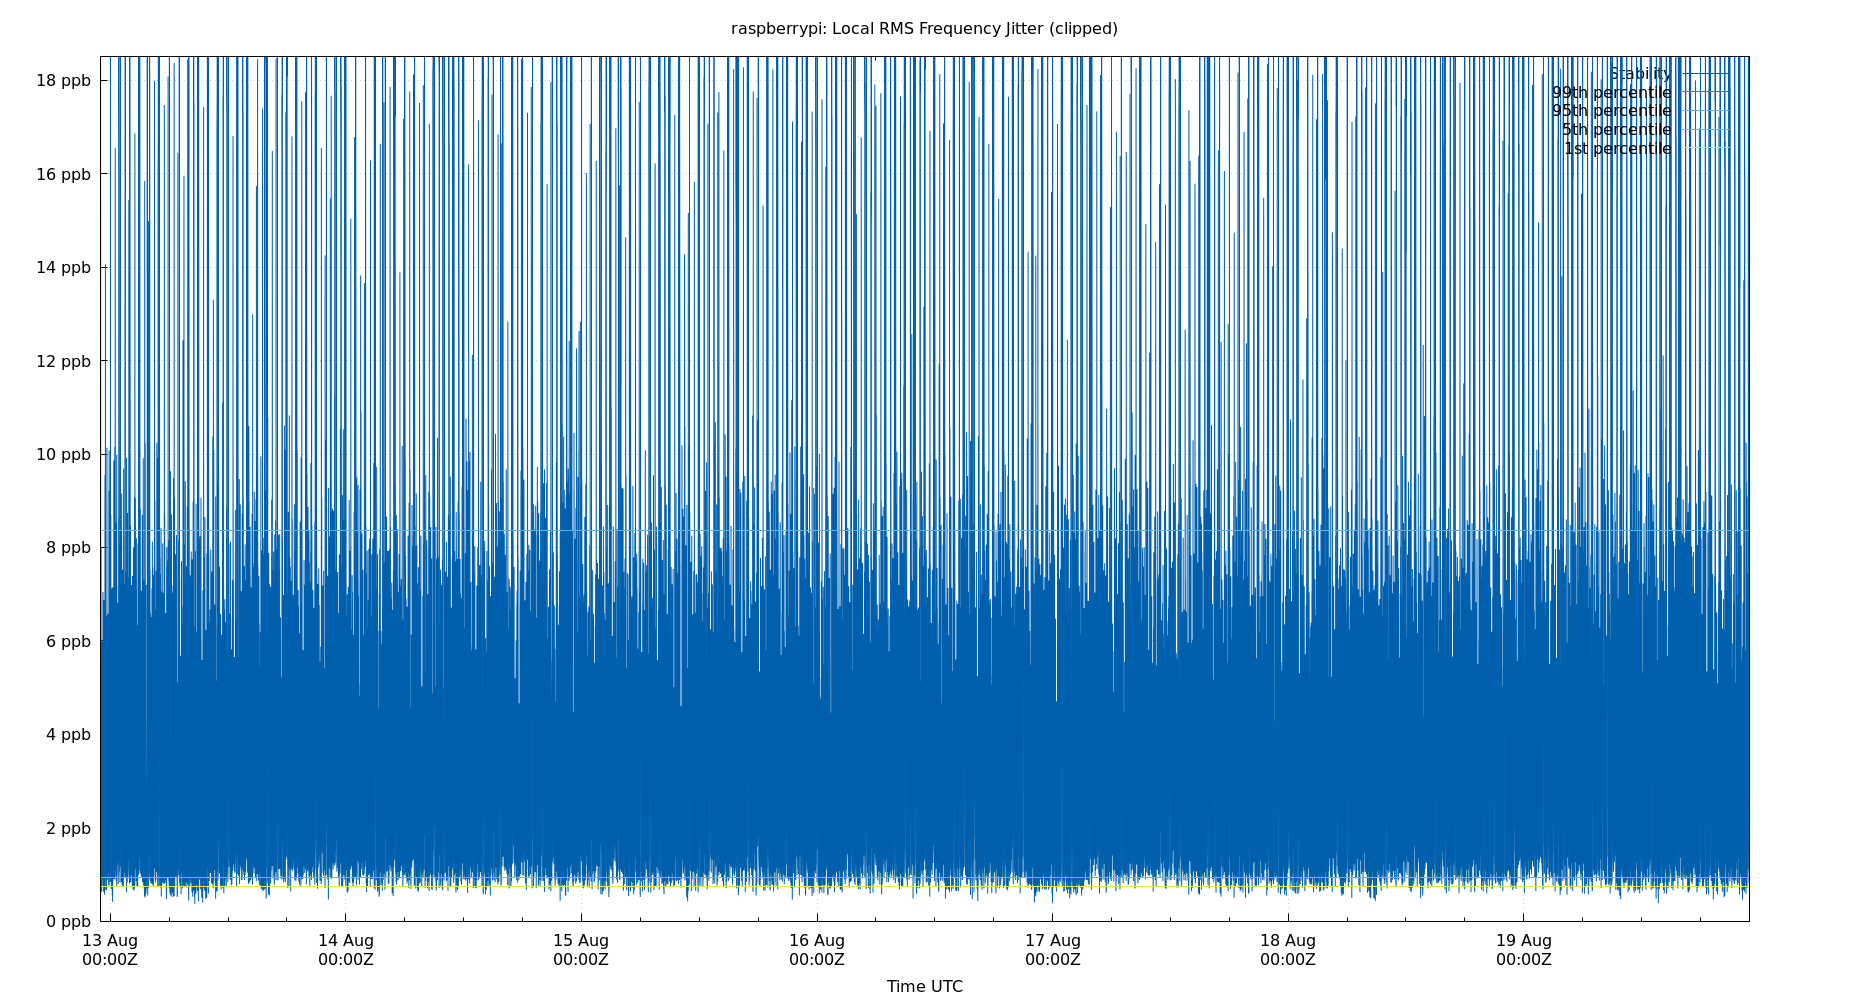 raspberrypi: Local RMS Frequency Jitter (clipped)
18 ppb
16 ppb
14 ppb
12 ppb
10 ppb
8 ppb
6 ppb
4 ppb
2 ppb
0 ppb
Stability
99th percentile
95th percentile
5th percentile
1st percentile
13 Aug 14 Aug 15 Aug 16 Aug 17 Aug 18 Aug 19 Aug
00:00Z 00:00Z 00:00Z 00:00Z 00:00Z 00:00Z 00:00Z
Time UTC